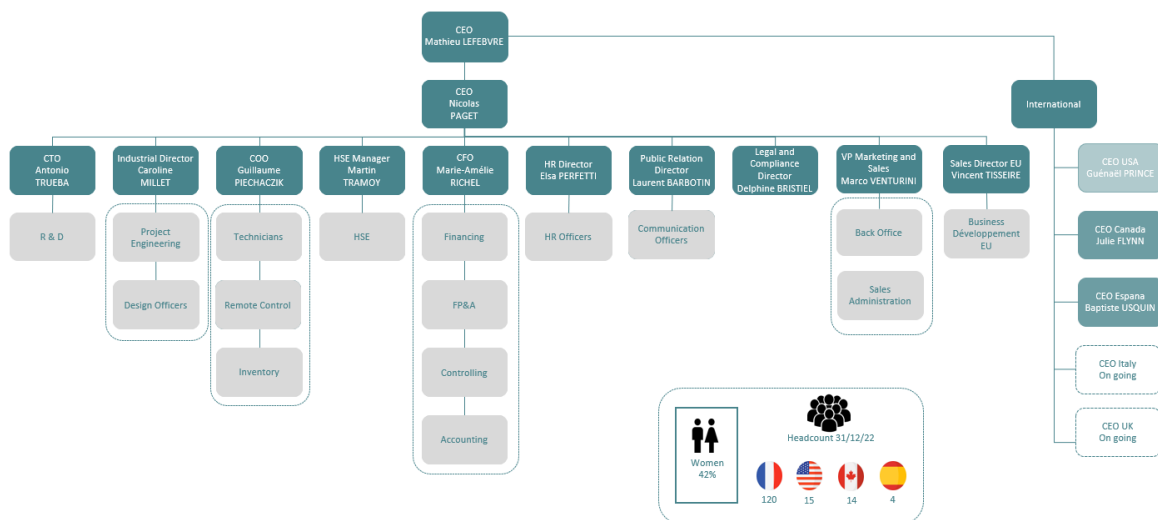 CEO
Mathieu LEFEBVRE
CEO
Nicolas
PAGET
International
CTO
Antonio
TRUEBA
Industrial Director
Caroline
MILLET
COO
Guillaume
PIECHACZIK
HSE Manager
Martin
TRAMOY
CFO
Marie-Amélie
RICHEL
HR Director
Elsa PERFETTI
Public Relation
Director
Laurent BARBOTIN
Legal and
Compliance
Director
Delphine BRISTIEL
VP Marketing and
Sales
Marco VENTURINI
Sales Director EU
Vincent TISSEIRE
CEO USA
Guénaël PRINCE
R & D
Project
Engineering
Technicians
HSE
Financing
HR Officers
Communication
Officers
Back Office
Business
Développement
EU
CEO Canada
Julie FLYNN
Design Officers
Remote Control
FP&A
Sales
Administration
CEO Espana
Baptiste USQUIN
Inventory
Controlling
CEO Italy
On going
Accounting
CEO UK
On going
Headcount 31/12/22
Women
42%
120
15
14
4